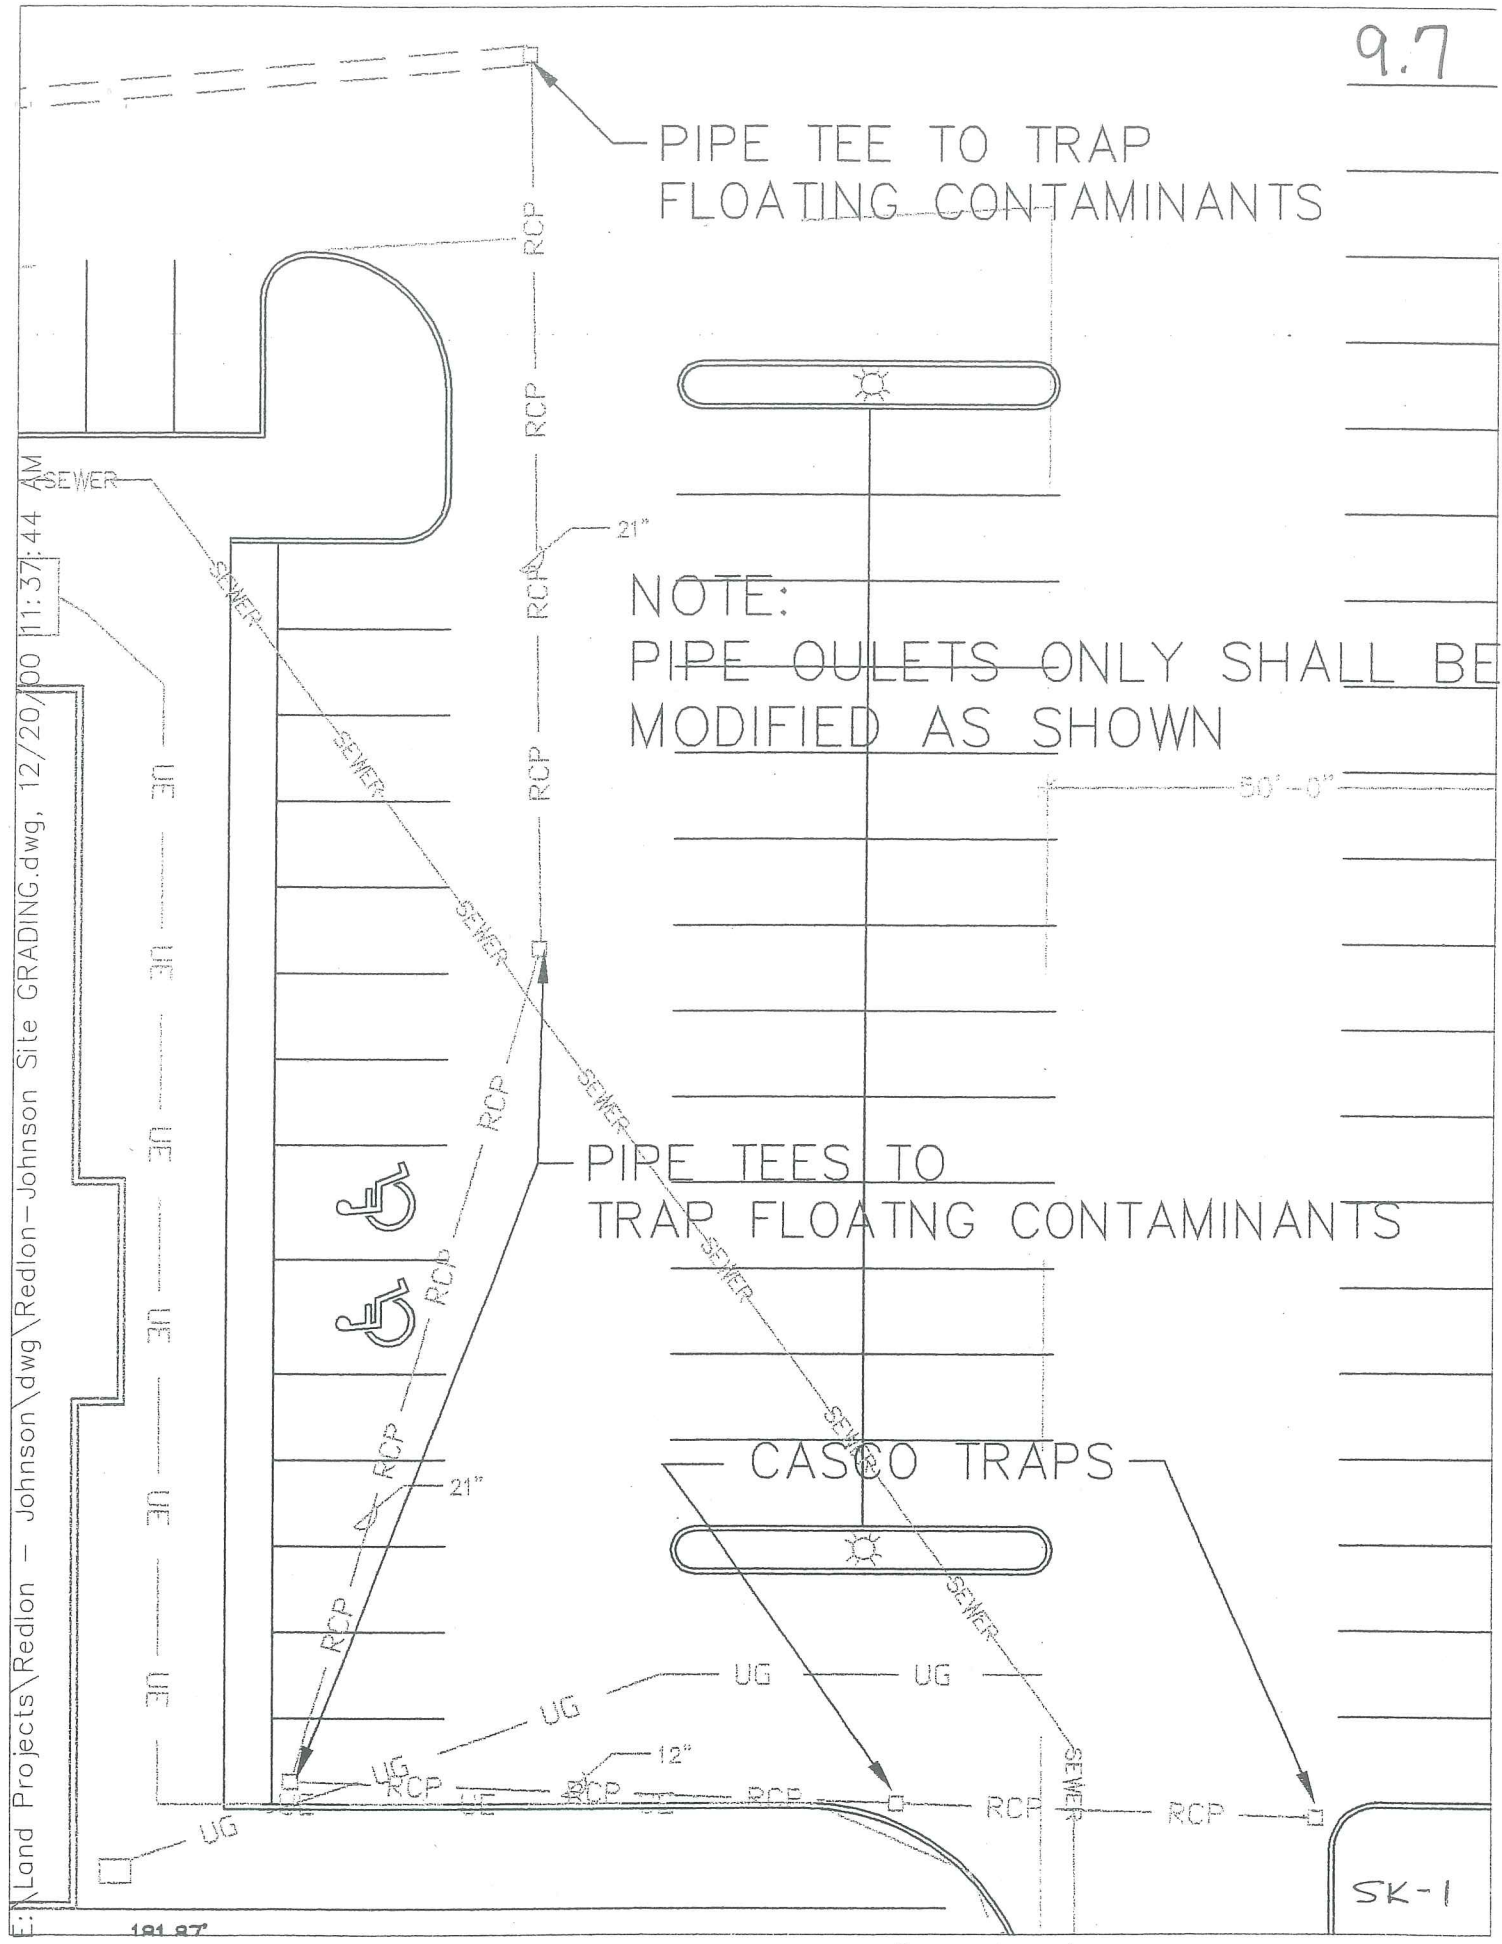 9.7
PIPE TEE TO TRAP
FLOATING CONTAMINANTS
RCP
RCP
SEWER
21"
SEWER
RCP
NOTE:
PIPE OULETS ONLY SHALL BE
MODIFIED AS SHOWN
SEWER
UE
RCP
50'-0"
SEWER
UE
RCP
SEWER
UE
PIPE TEES TO
TRAP FLOATNG CONTAMINANTS
RCP
SEWER
UE
SEWER
CASCO TRAPS
RCP
21"
UE
SEWER
RCP
UE
UG
UG
UG
12"
UG
RCP
RCP
RCP
RCP
SEWER
RCP
UE
UE
UE
UG
SK-1
181.87'
E:\Land Projects\Redlon - Johnson\dwg\Redlon-Johnson Site GRADING.dwg, 12/20/00 11:37:44 AM